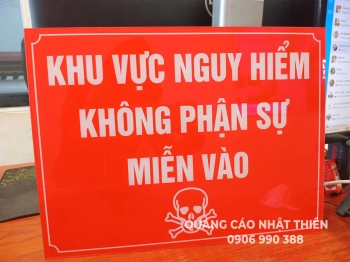 KHU VỰC NGUY HIỂM
KHÔNG PHẬN SỰ
MIỄN VÀO
QUẢNG CÁO NHẬT THIÊN
0906 990 388